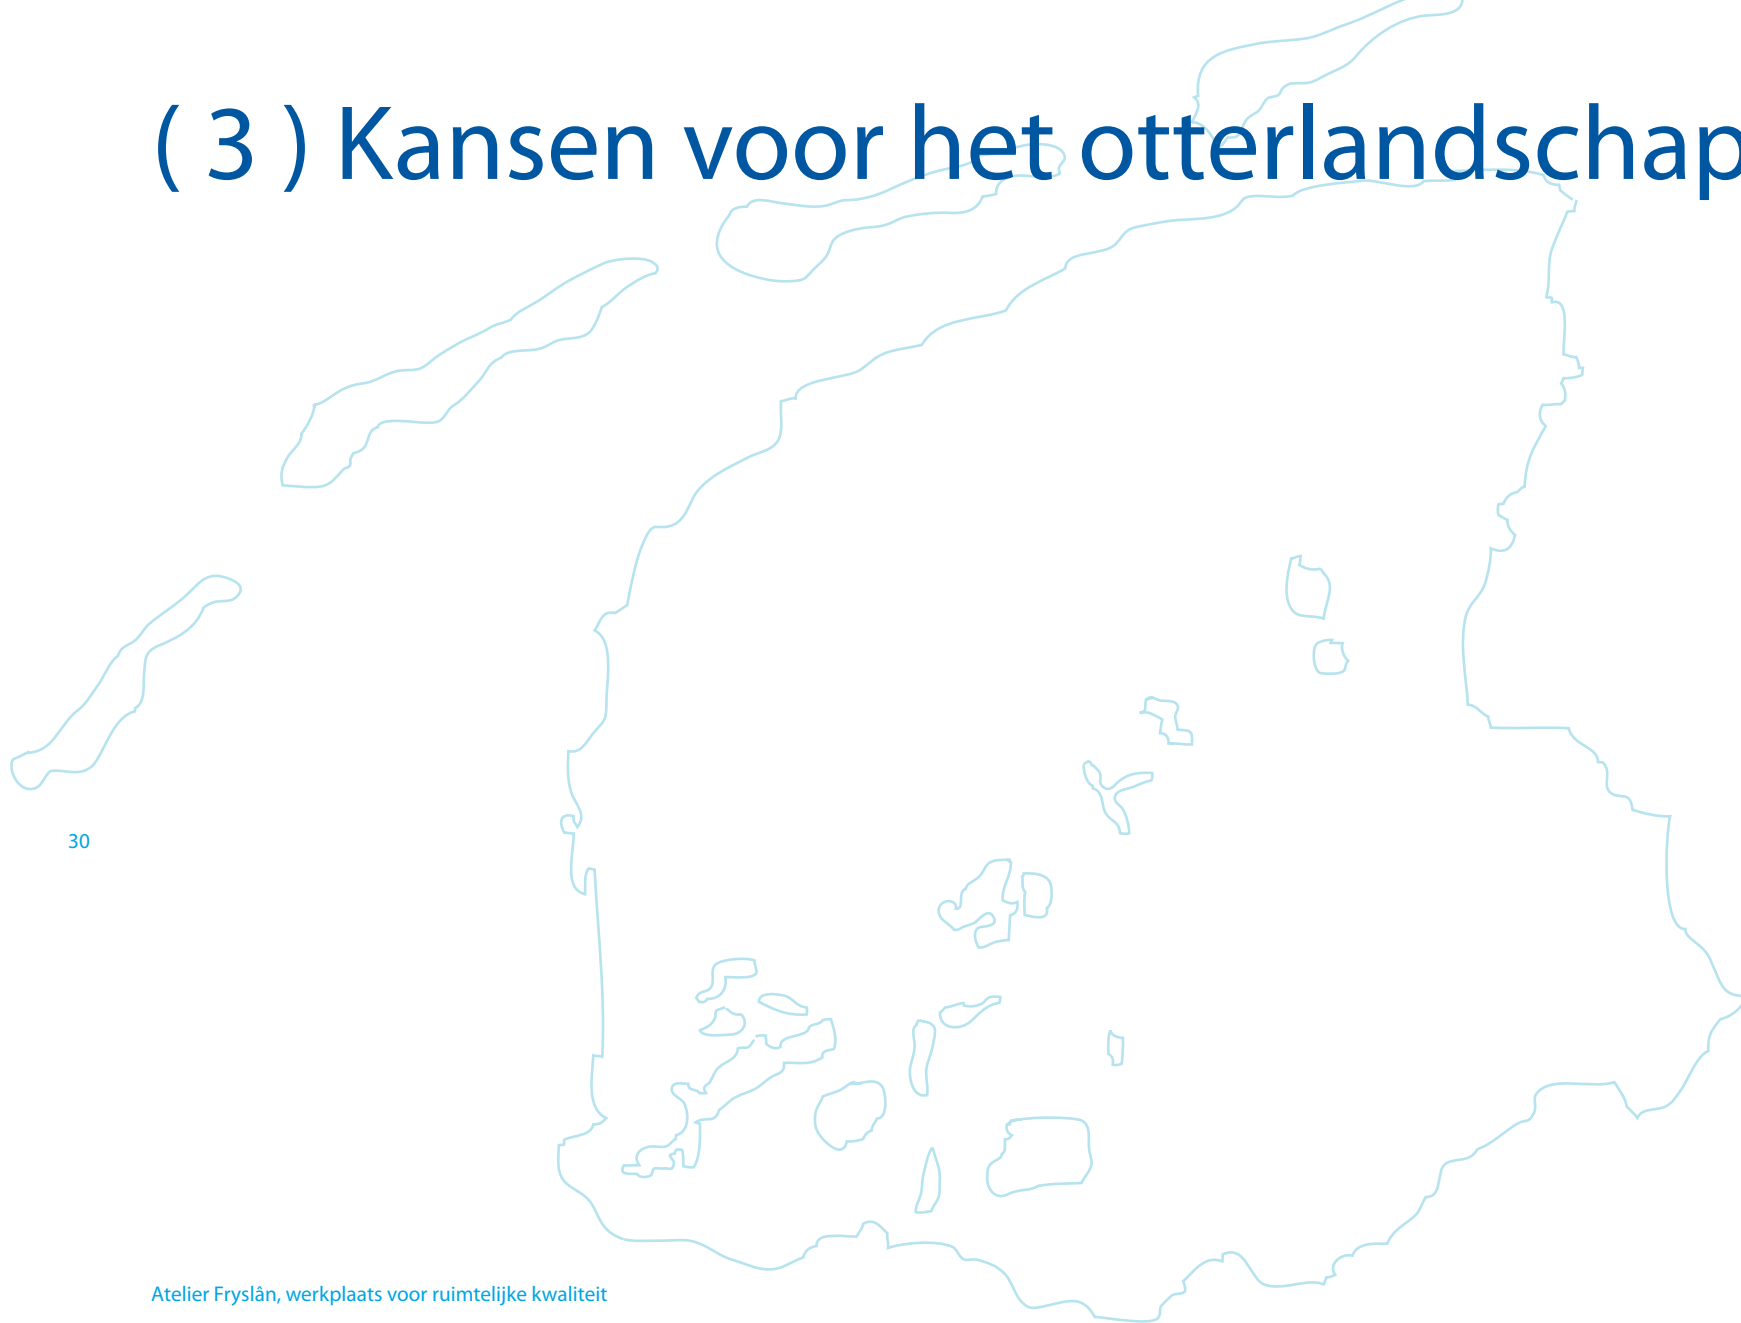 ( 3 ) Kansen voor het otterlandschap
30
Atelier Fryslân, werkplaats voor ruimtelijke kwaliteit